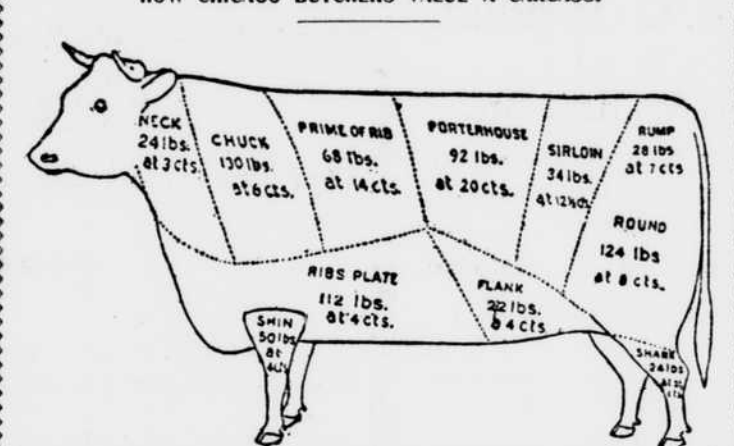 HOW CHICAGO BUTCHERS VALUE A CARCASS.
NECK
24 lbs.
at 3 cts.
CHUCK
130 lbs.
at 6 cts.
PRIME OF RIB
68 lbs.
at 14 cts.
PORTERHOUSE
92 lbs.
at 20 cts.
SIRLOIN
34 lbs.
at 12½ cts.
RUMP
28 lbs
at 7 cts
ROUND
124 lbs
at 8 cts.
RIBS PLATE
112 lbs.
at 4 cts.
FLANK
22 lbs.
a 4 cts
SHIN
50 lbs
at
SHANK
24 lbs
at
cts